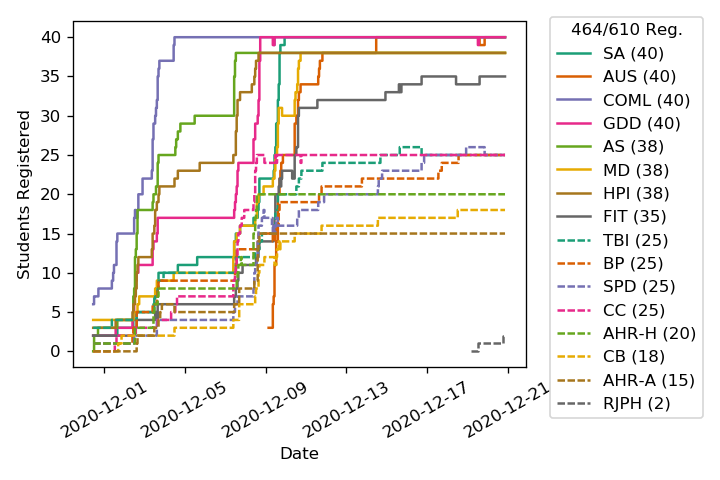 464/610 Reg.
SA (40)
AUS (40)
COML (40)
GDD (40)
AS (38)
MD (38)
HPI (38)
FIT (35)
TBI (25)
BP (25)
SPD (25)
CC (25)
AHR-H (20)
CB (18)
AHR-A (15)
RJPH (2)
Students Registered
40
35
30
25
20
15
10
5
0
2020-12-01
2020-12-05
2020-12-09
2020-12-13
2020-12-17
2020-12-21
Date